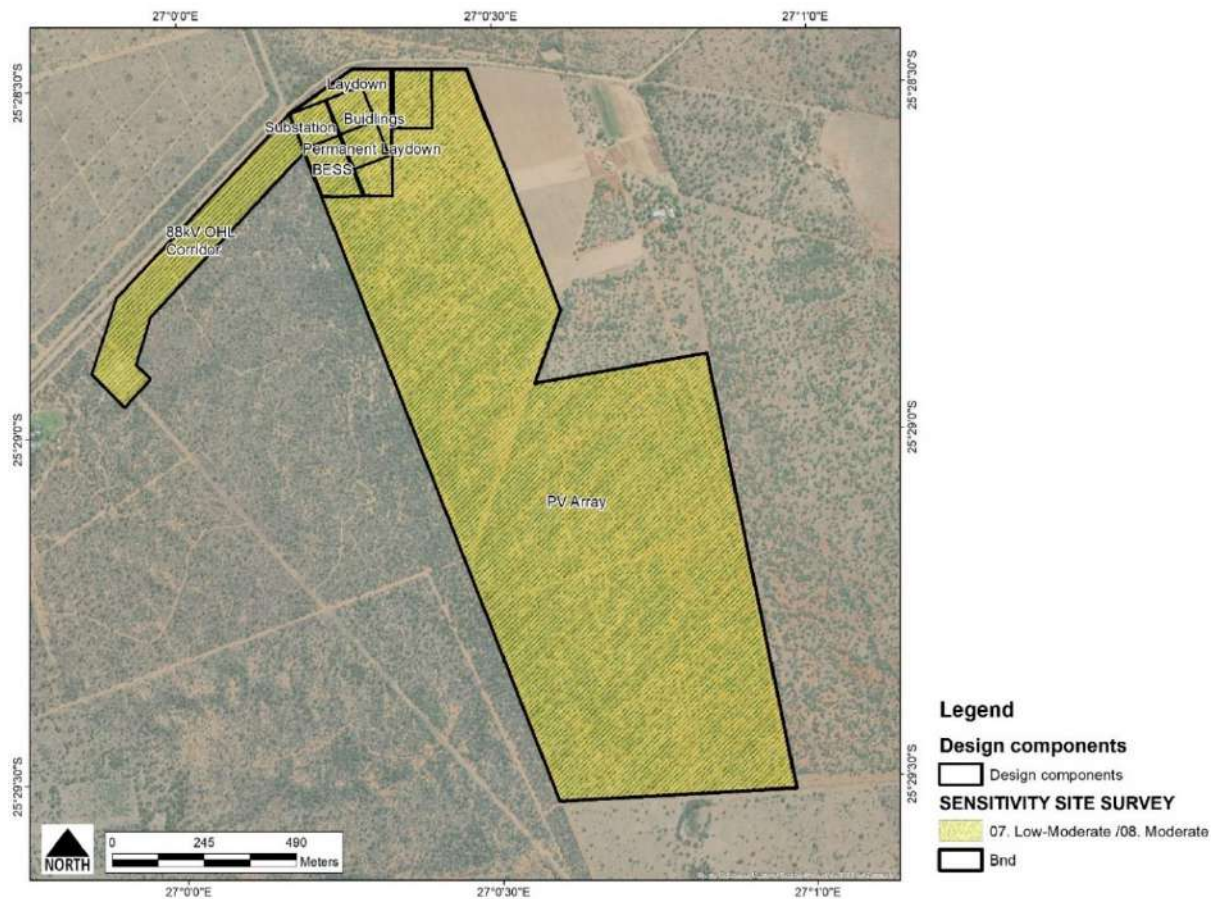 27°0'0"E
27°0'30"E
27°1'0"E
25°28'30"S
25°28'30"S
Laydown
Substation
Buidlings
Permanent Laydown
BESS
88kV OHL
Corridor
25°29'0"S
25°29'0"S
PV Array
25°29'30"S
25°29'30"S
NORTH
0
245
490
Meters
27°0'0"E
27°0'30"E
27°1'0"E
Legend
Design components
Design components
SENSITIVITY SITE SURVEY
07. Low-Moderate /08. Moderate
Bnd